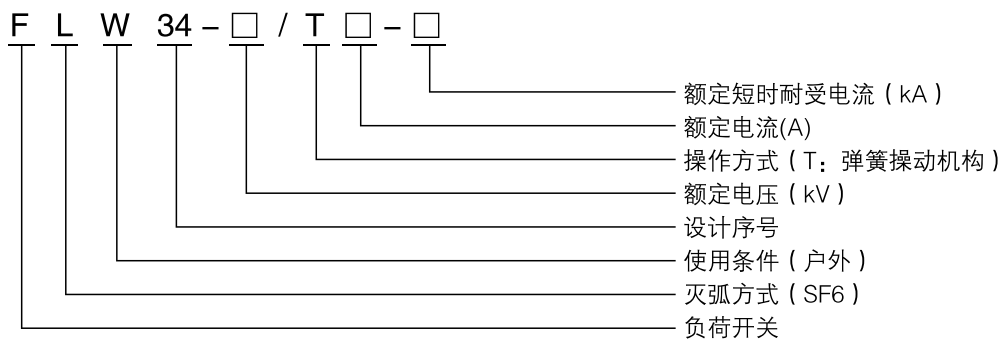 F L W 34-□/T□-□
额定短时耐受电流(kA)
额定电流(A)
操作方式(T:弹簧操动机构)
额定电压(kV)
设计序号
使用条件(户外)
灭弧方式(SF6)
负荷开关